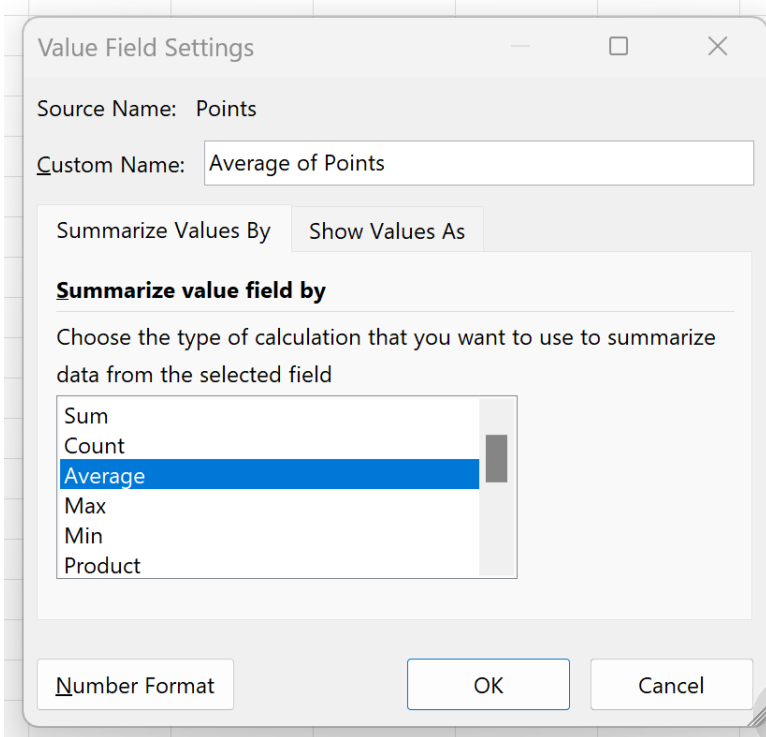 Value Field Settings
Source Name: Points
Custom Name: Average of Points
Summarize Values By Show Values As
Summarize value field by
Choose the type of calculation that you want to use to summarize
data from the selected field
Sum
Count
Average
Max
Min
Product
Number Format OK Cancel